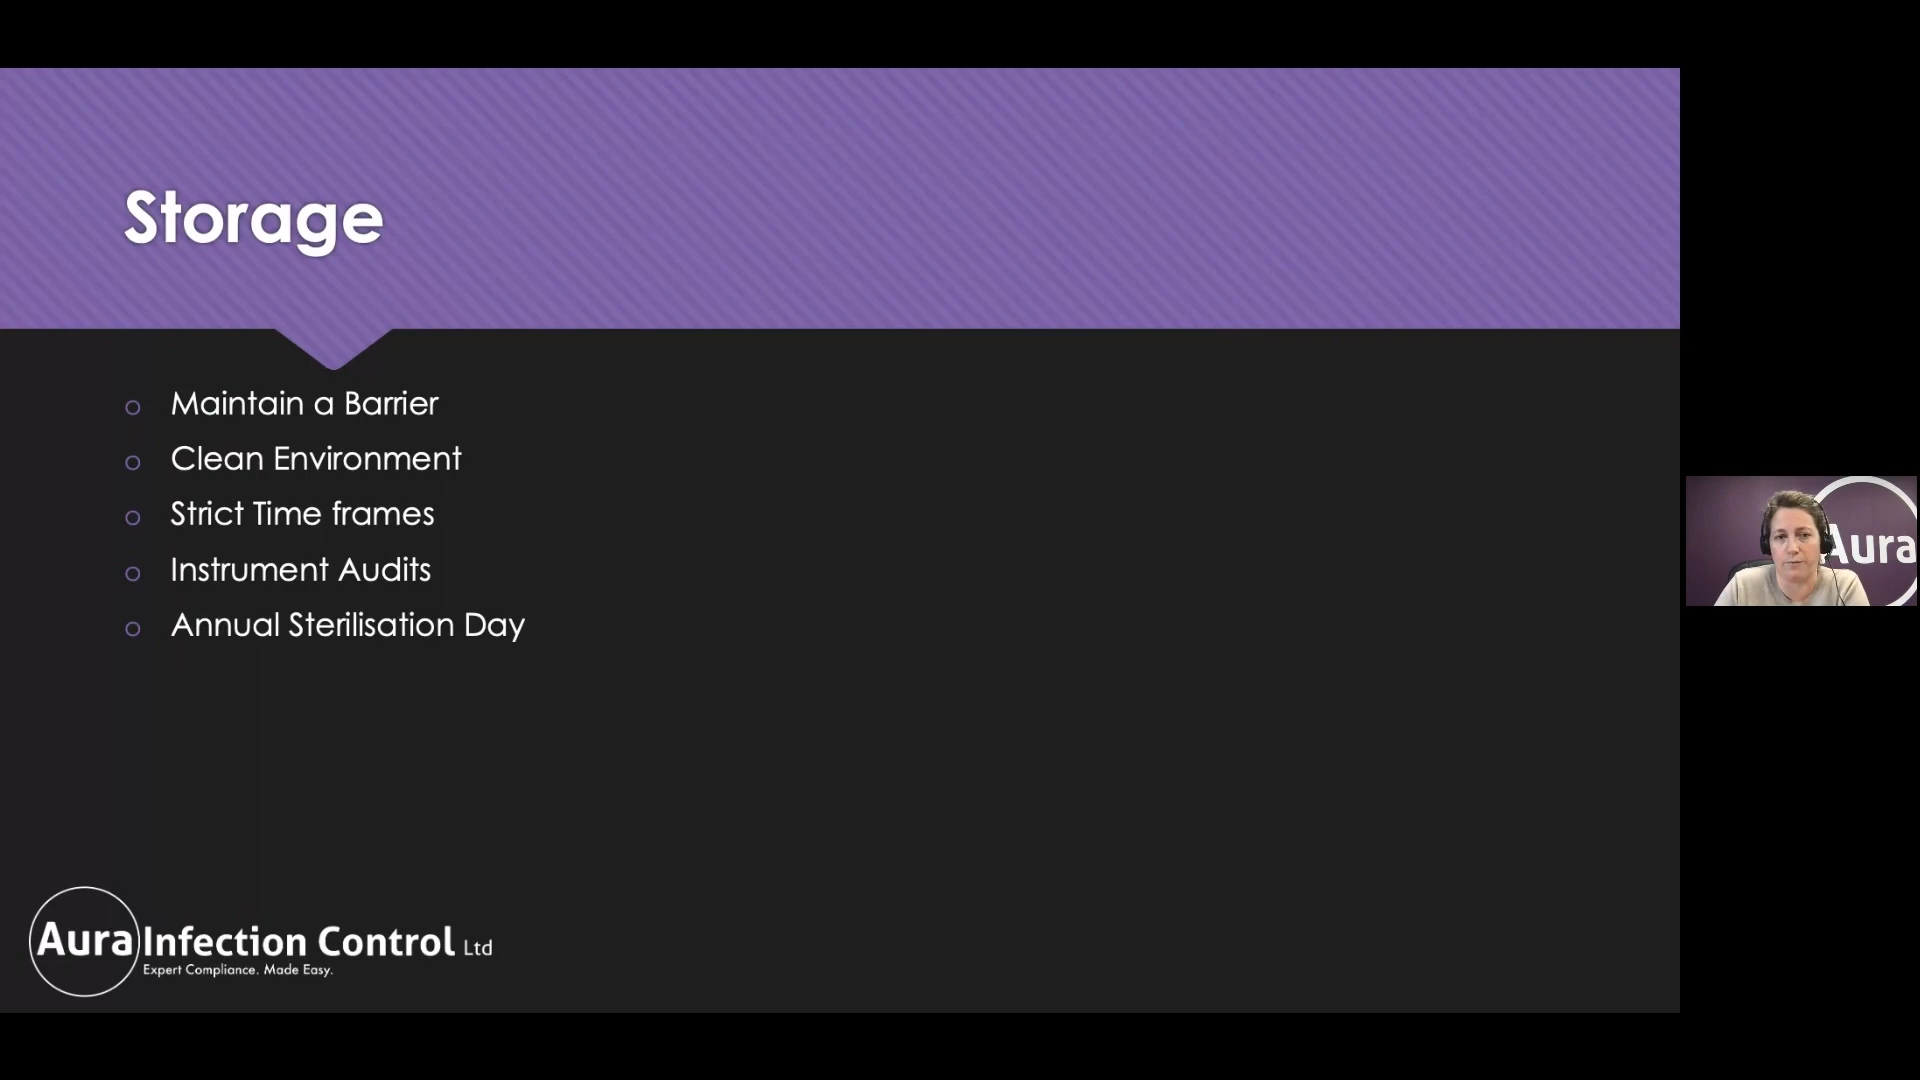 Storage
Maintain a Barrier
Clean Environment
Strict Time frames
Instrument Audits
Annual Sterilisation Day
Aura Infection Control Ltd
Expert Compliance. Made Easy.
Aura